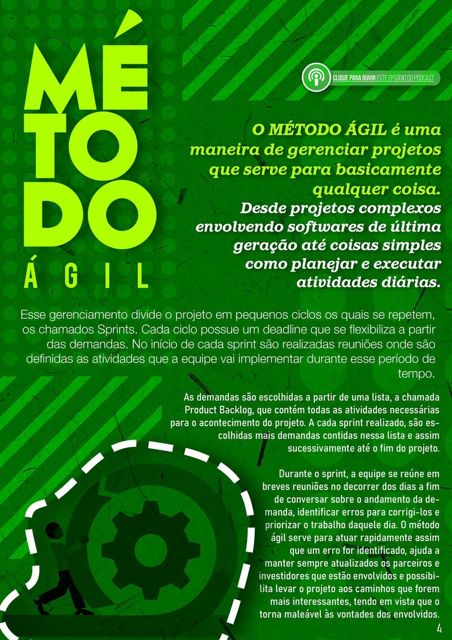 MÉ
TO
DO
ÁGIL
CLIQUE PARA OUVIR ESTE EPISÓDIO DO PODCAST
O MÉTODO ÁGIL é uma
maneira de gerenciar projetos
que serve para basicamente
qualquer coisa.
Desde projetos complexos
envolvendo softwares de última
geração até coisas simples
como planejar e executar
atividades diárias.
Esse gerenciamento divide o projeto em pequenos ciclos os quais se repetem,
os chamados Sprints. Cada ciclo possue um deadline que se flexibiliza a partir
das demandas. No início de cada sprint são realizadas reuniões onde são
definidas as atividades que a equipe vai implementar durante esse período de
tempo.
As demandas são escolhidas a partir de uma lista, a chamada
Product Backlog, que contém todas as atividades necessárias
para o acontecimento do projeto. A cada sprint realizado, são es-
colhidas mais demandas contidas nessa lista e assim
sucessivamente até o fim do projeto.
Durante o sprint, a equipe se reúne em
breves reuniões no decorrer dos dias a fim
de conversar sobre o andamento da de-
manda, identificar erros para corrigi-los e
priorizar o trabalho daquele dia. O método
ágil serve para atuar rapidamente assim
que um erro for identificado, ajuda a
manter sempre atualizados os parceiros e
investidores que estão envolvidos e possibi-
lita levar o projeto aos caminhos que forem
mais interessantes, tendo em vista que o
torna maleável às vontades dos envolvidos.
4